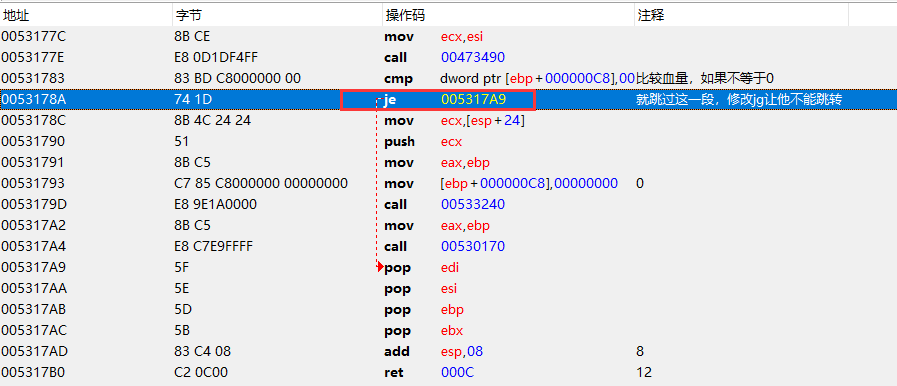 地址 字节 操作码 注释
0053177C 8B CE mov ecx,esi
0053177E E8 0D1DF4FF call 00473490
00531783 83 BD C8000000 00 cmp dword ptr [ebp+000000C8],00 比较血量，如果不等于0
0053178A 74 1D je 005317A9 就跳过这一段，修改jg让他不能跳转
0053178C 8B 4C 24 24 mov ecx,[esp+24]
00531790 51 push ecx
00531791 8B C5 mov eax,ebp
00531793 C7 85 C8000000 00000000 mov [ebp+000000C8],00000000 0
0053179D E8 9E1A0000 call 00533240
005317A2 8B C5 mov eax,ebp
005317A4 E8 C7E9FFFF call 00530170
005317A9 5F pop edi
005317AA 5E pop esi
005317AB 5D pop ebp
005317AC 5B pop ebx
005317AD 83 C4 08 add esp,08 8
005317B0 C2 0C00 ret 000C 12